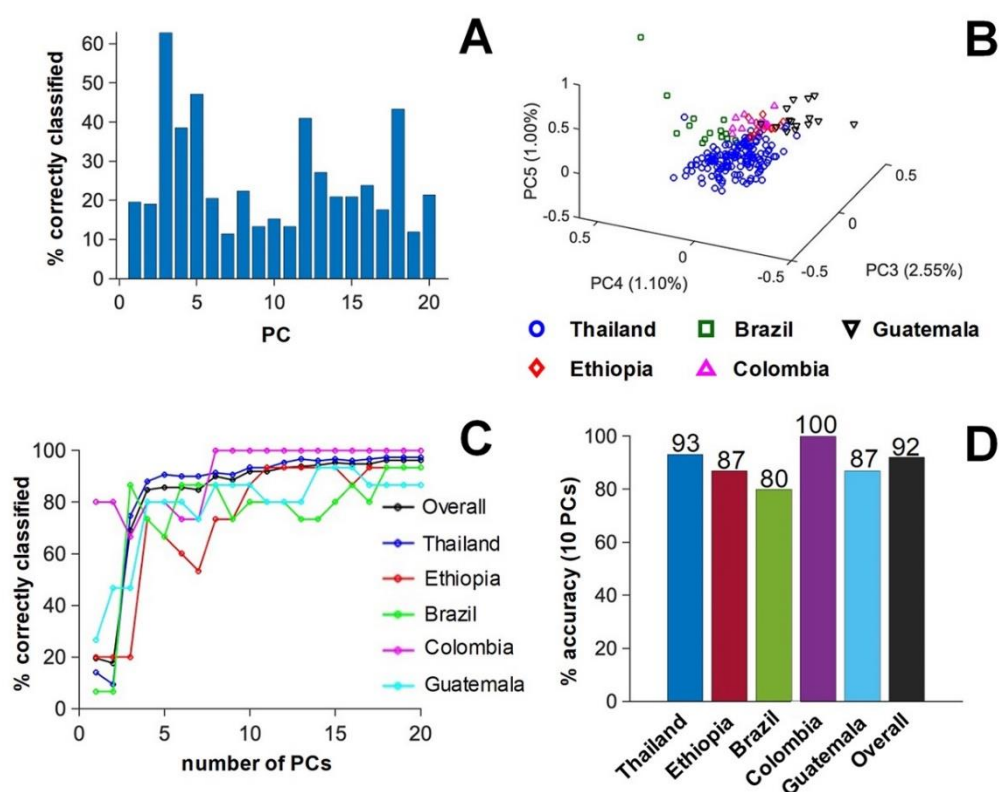 A
% correctly classified
60
50
40
30
20
10
0
0 5 10 15 20
PC
B
PC5 (1.00%)
1
0.5
0
-0.5
0.5
0
-0.5
PC4 (1.10%)
-0.5
0
0.5
PC3 (2.55%)
Thailand Brazil Guatemala
Ethiopia Colombia
C
% correctly classified
100
80
60
40
20
0
0 5 10 15 20
number of PCs
Overall
Thailand
Ethiopia
Brazil
Colombia
Guatemala
D
% accuracy (10 PCs)
100
80
60
40
20
0
93 87 80 100 87 92
Thailand
Ethiopia
Brazil
Colombia
Guatemala
Overall